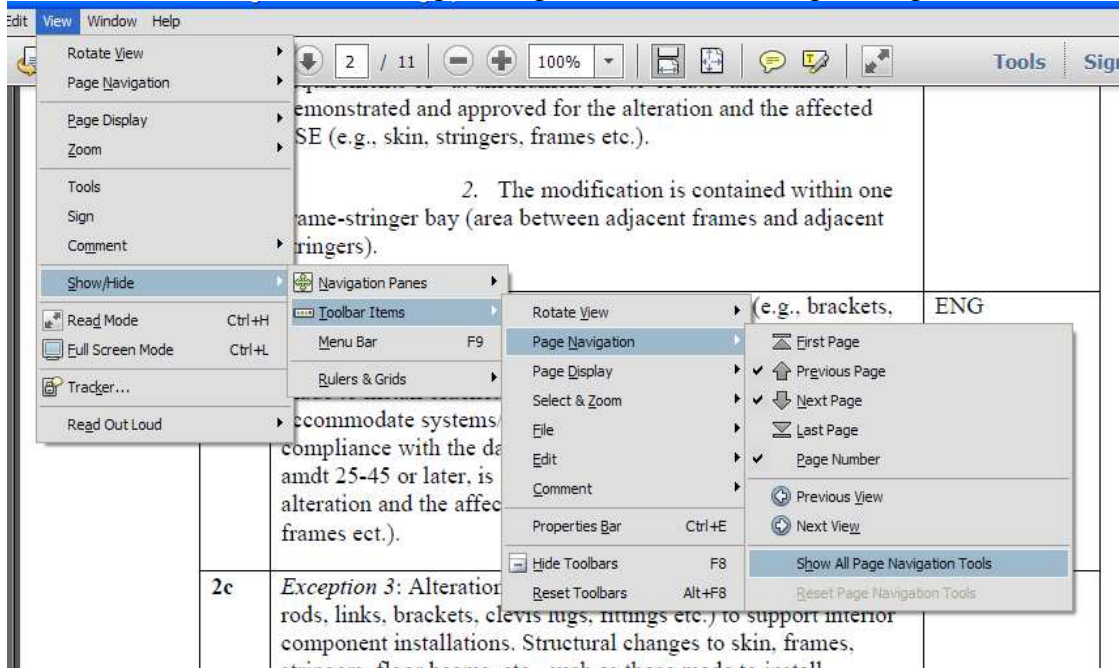 Edit View Window Help
2 / 11 100% Tools Sign
Rotate View
Page Navigation
Page Display
Zoom
Tools
Sign
Comment
Show/Hide
Read Mode Ctrl+H
Full Screen Mode Ctrl+L
Tracker...
Read Out Loud
Navigation Panes
Toolbar Items
Menu Bar F9
Rulers & Grids
Rotate View
Page Navigation
Page Display
Select & Zoom
File
Edit
Comment
Properties Bar Ctrl+E
Hide Toolbars F8
Reset Toolbars Alt+F8
First Page
Previous Page
Next Page
Last Page
Page Number
Previous View
Next View
Show All Page Navigation Tools
Reset Page Navigation Tools
emonstrated and approved for the alteration and the affected
SE (e.g., skin, stringers, frames etc.).
2. The modification is contained within one
rame-stringer bay (area between adjacent frames and adjacent
tringers).
(e.g., brackets, ENG
ccommodate systems/
compliance with the da
amdt 25-45 or later, is
alteration and the affec
frames ect.).
2c Exception 3: Alteration
rods, links, brackets, clevis lugs, fittings etc.) to support interior
component installations. Structural changes to skin, frames,